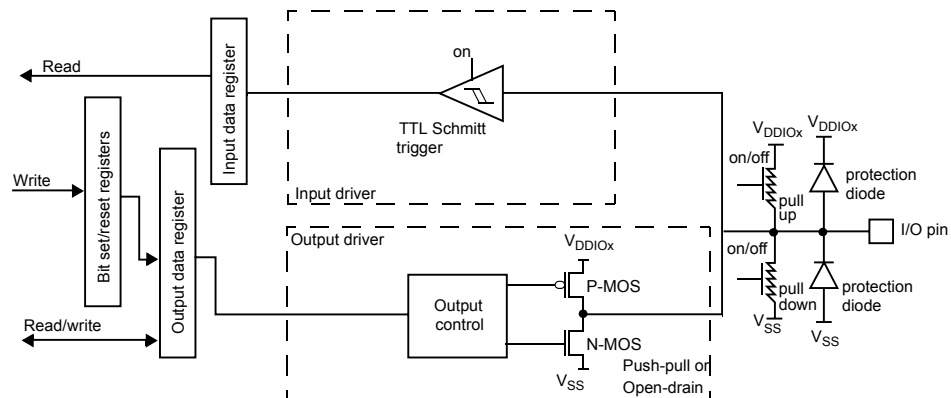 Read
Write
Read/write
Bit set/reset registers
Input data register
Output data register
on
TTL Schmitt
trigger
Input driver
Output driver
Output
control
VDDIOx
P-MOS
N-MOS
VSS
Push-pull or
Open-drain
VDDIOx
on/off
pull
up
on/off
pull
down
VSS
VDDIOx
protection
diode
I/O pin
protection
diode
VSS